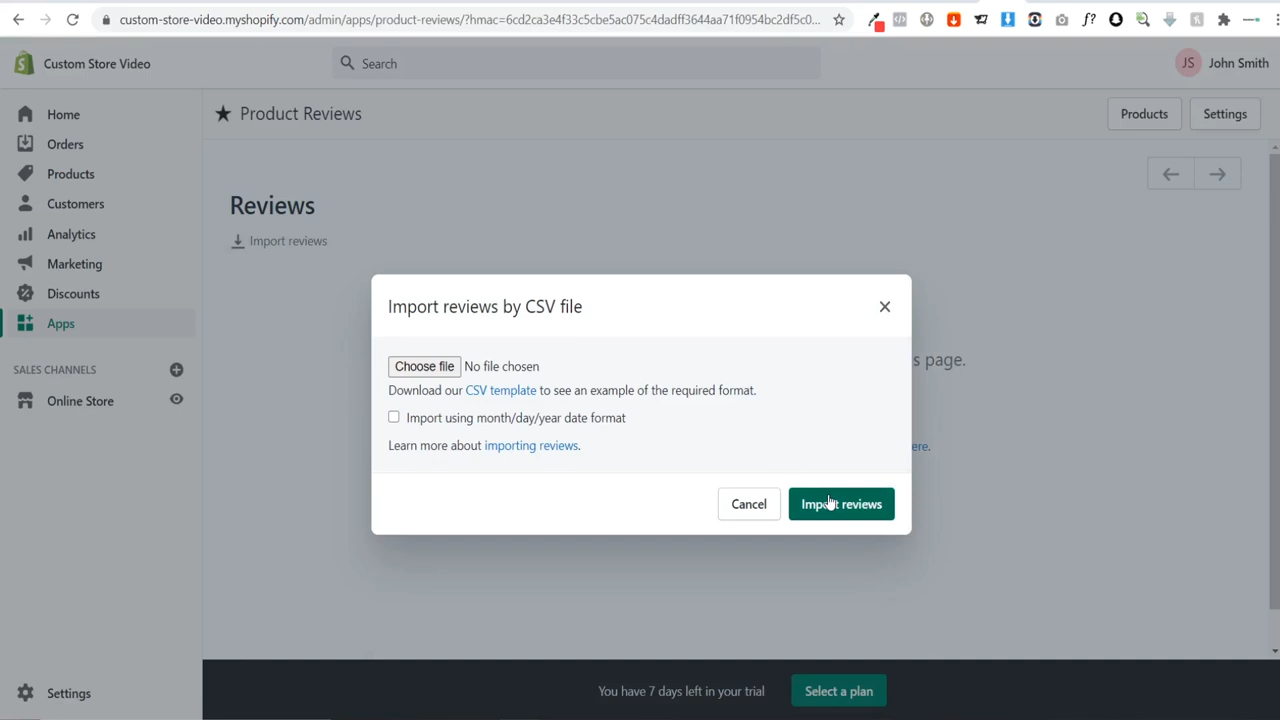 custom-store-video.myshopify.com/admin/apps/product-reviews/?hmac=6cd2ca3e4f33c5cbe5ac075c4dadff3644aa71f0954bc2df5c0...
Custom Store Video
Search
JS John Smith
Home
Orders
Products
Customers
Analytics
Marketing
Discounts
Apps
SALES CHANNELS
Online Store
Settings
Product Reviews
Products
Settings
Reviews
Import reviews
s page.
ere.
Import reviews by CSV file
Choose file No file chosen
Download our CSV template to see an example of the required format.
Import using month/day/year date format
Learn more about importing reviews.
Cancel
Import reviews
You have 7 days left in your trial
Select a plan